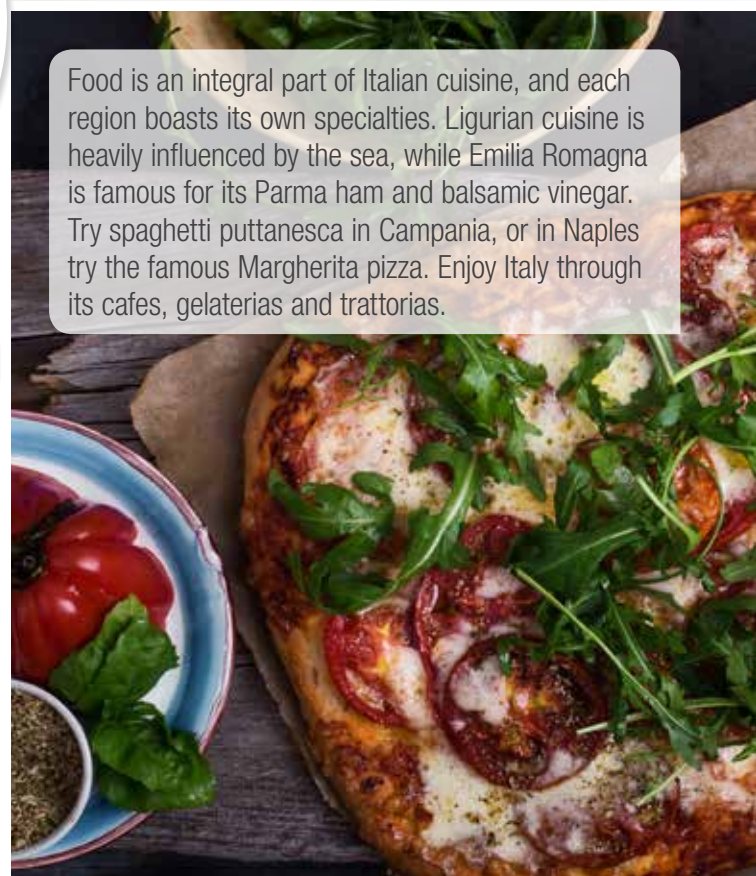 Food is an integral part of Italian cuisine, and each
region boasts its own specialties. Ligurian cuisine is
heavily influenced by the sea, while Emilia Romagna
is famous for its Parma ham and balsamic vinegar.
Try spaghetti puttanesca in Campania, or in Naples
try the famous Margherita pizza. Enjoy Italy through
its cafes, gelaterias and trattorias.